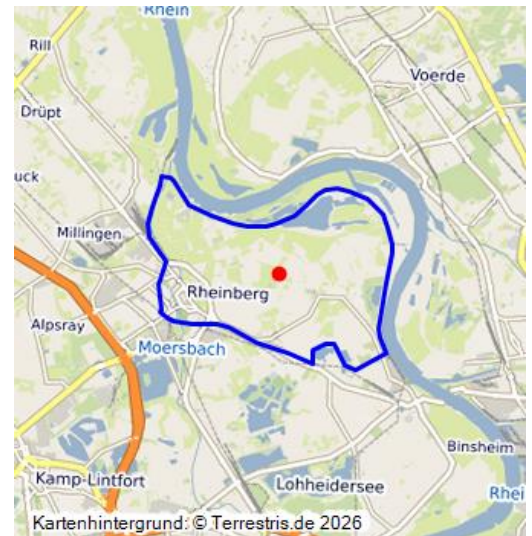 Rhein
Rill
Voerde
Drüpt
uck
Millingen
Rheinberg
Alpsray
Moersbach
Binsheim
Kamp-Lintfort
Lohheidersee
Rhei
Kartenhintergrund: © Terrestris.de 2026